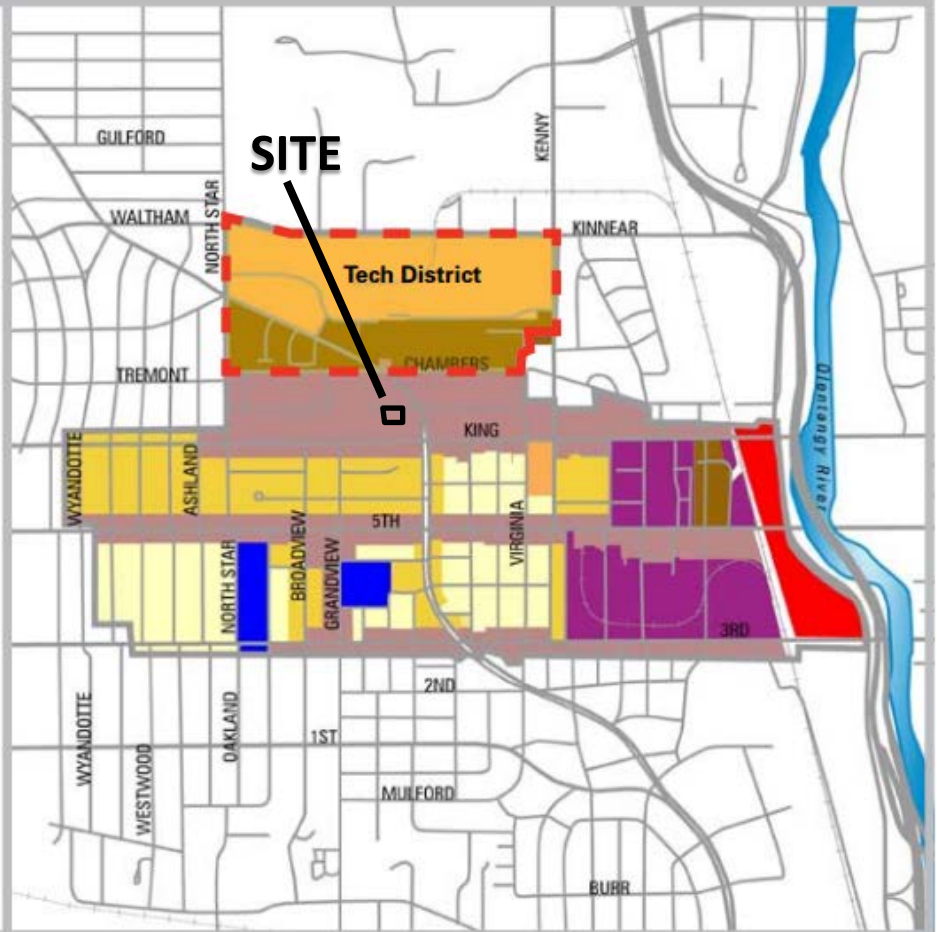 GULFORD
KENNY
SITE
NORTH STAR
WALTHAM
KINNEAR
Tech District
CHAMBERS
TREMONT
Olentangy River
KING
WYANDOTTE
ASHLAND
5TH
VIRGINIA
BROADVIEW
GRANDVIEW
NORTH STAR
3RD
2ND
WYANDOTTE
OAKLAND
1ST
WESTWOOD
MULFORD
BURR